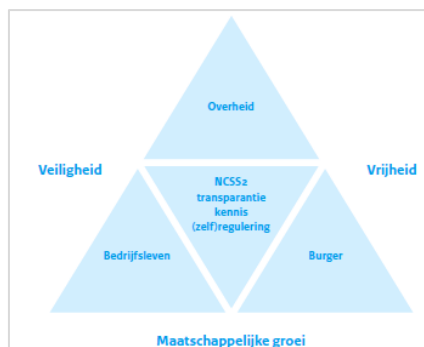 Overheid
Veiligheid
Vrijheid
NCSS2
transparantie
kennis
(zelf)regulering
Bedrijfsleven
Burger
Maatschappelijke groei